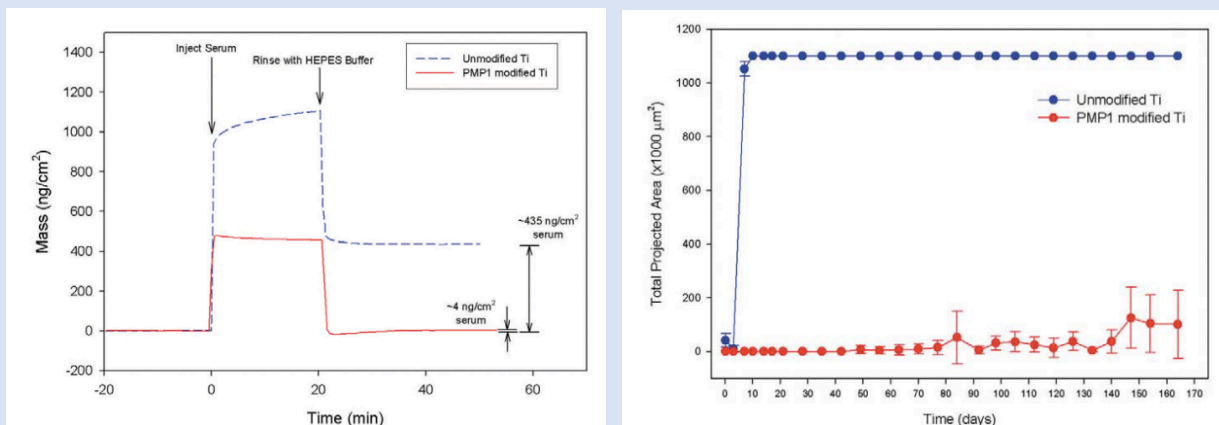 Inject Serum
Rinse with HEPES Buffer
Unmodified Ti
PMP1 modified Ti
1400
1200
1000
800
600
400
200
0
-200
Mass (ng/cm²)
~435 ng/cm²
serum
~4 ng/cm²
serum
-20
0
20
40
60
Time (min)
1200
1000
800
600
400
200
0
Total Projected Area (x1000 µm²)
Unmodified Ti
PMP1 modified Ti
0 10 20 30 40 50 60 70 80 90 100 110 120 130 140 150 160 170
Time (days)